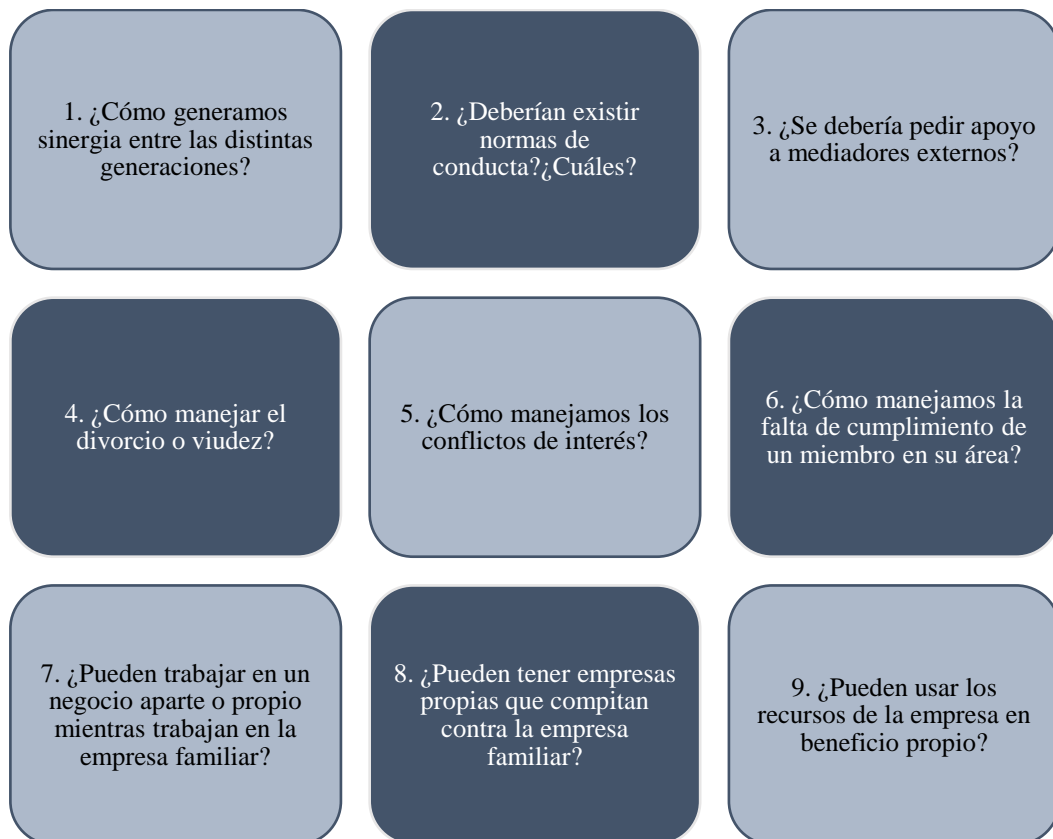 1. ¿Cómo generamos
sinergia entre las distintas
generaciones?
2. ¿Deberían existir
normas de
conducta?¿Cuáles?
3. ¿Se debería pedir apoyo
a mediadores externos?
4. ¿Cómo manejar el
divorcio o viudez?
5. ¿Cómo manejamos los
conflictos de interés?
6. ¿Cómo manejamos la
falta de cumplimiento de
un miembro en su área?
7. ¿Pueden trabajar en un
negocio aparte o propio
mientras trabajan en la
empresa familiar?
8. ¿Pueden tener empresas
propias que compitan
contra la empresa
familiar?
9. ¿Pueden usar los
recursos de la empresa en
beneficio propio?